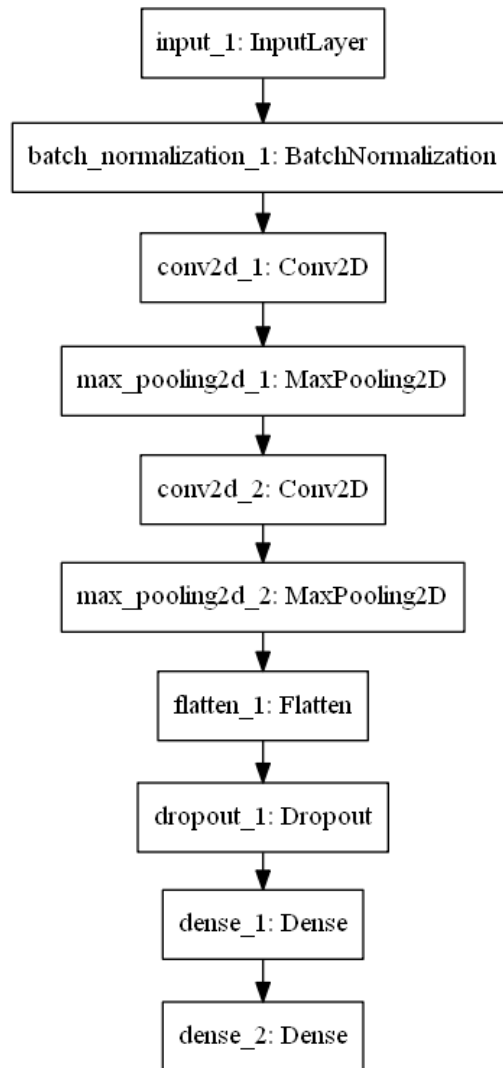 input_1: InputLayer
batch_normalization_1: BatchNormalization
conv2d_1: Conv2D
max_pooling2d_1: MaxPooling2D
conv2d_2: Conv2D
max_pooling2d_2: MaxPooling2D
flatten_1: Flatten
dropout_1: Dropout
dense_1: Dense
dense_2: Dense